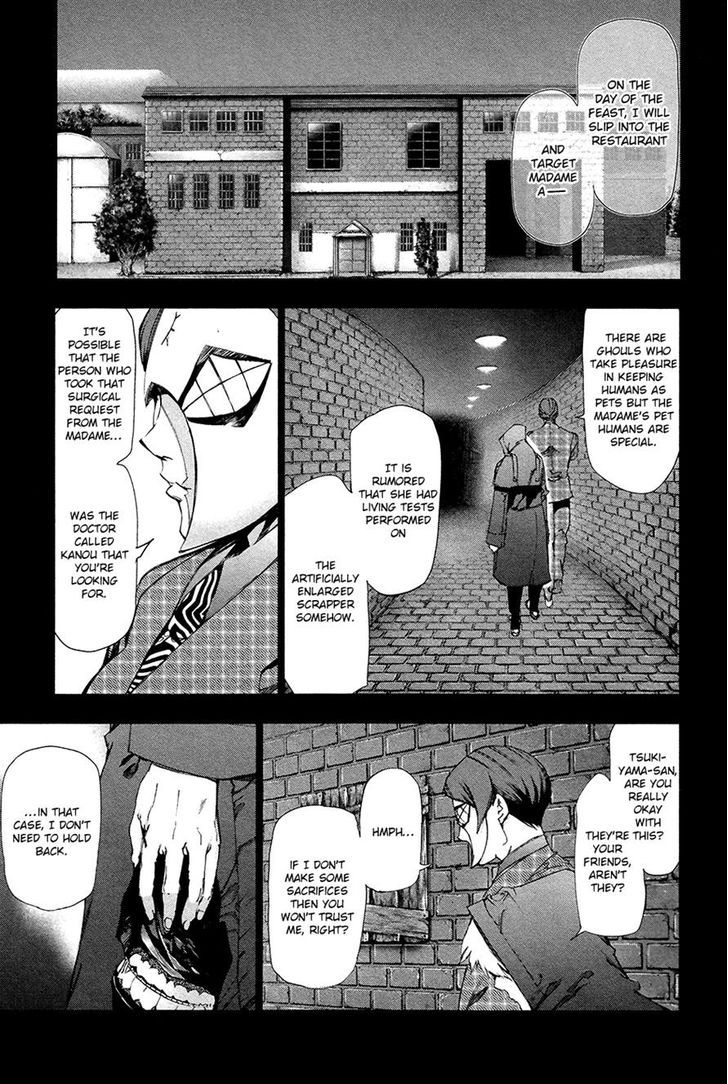 ON THE
DAY OF THE
FEAST, I WILL
SLIP INTO THE
RESTAURANT
AND
TARGET
MADAME
A—
THERE ARE
GHOULS WHO
TAKE PLEASURE
IN KEEPING
HUMANS AS
PETS BUT THE
MADAME'S PET
HUMANS ARE
SPECIAL.
IT IS
RUMORED
THAT SHE HAD
LIVING TESTS
PERFORMED
ON
THE
ARTIFICIALLY
ENLARGED
SCRAPPER
SOMEHOW.
IT'S
POSSIBLE
THAT THE
PERSON WHO
TOOK THAT
SURGICAL
REQUEST
FROM THE
MADAME...
WAS THE
DOCTOR
CALLED
KANOU THAT
YOU'RE
LOOKING
FOR.
TSUKI-
YAMA-SAN,
ARE YOU
REALLY
OKAY
WITH
THEY'RE THIS?
YOUR
FRIENDS,
AREN'T
THEY?
HMPH...
IF I DON'T
MAKE SOME
SACRIFICES
THEN YOU
WON'T TRUST
ME, RIGHT?
...IN THAT
CASE, I DON'T
NEED TO HOLD
BACK.